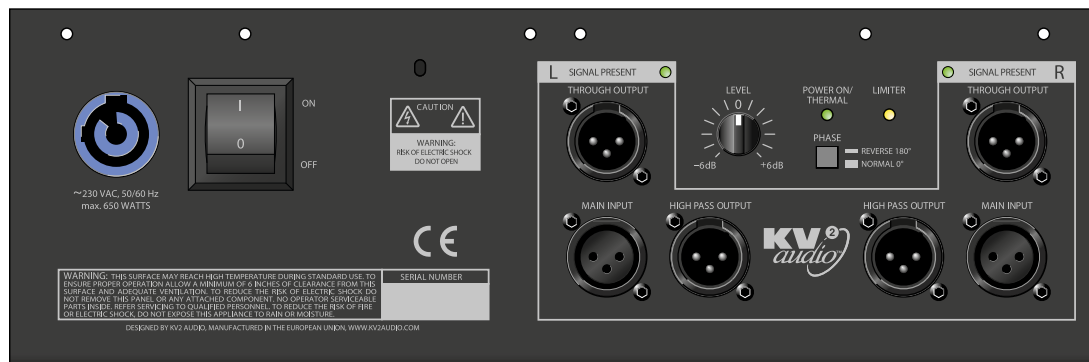 L
SIGNAL PRESENT
SIGNAL PRESENT
R
THROUGH OUTPUT
LEVEL
0
−6dB
+6dB
POWER ON/
THERMAL
LIMITER
PHASE
REVERSE 180°
NORMAL 0°
THROUGH OUTPUT
I
0
ON
OFF
CAUTION
WARNING:
RISK OF ELECTRIC SHOCK
DO NOT OPEN
~230 VAC, 50/60 Hz
max. 650 WATTS
MAIN INPUT
HIGH PASS OUTPUT
KV2
audio
HIGH PASS OUTPUT
MAIN INPUT
CE
WARNING: THIS SURFACE MAY REACH HIGH TEMPERATURE DURING STANDARD USE. TO
ENSURE PROPER OPERATION ALLOW A MINIMUM OF 6 INCHES OF CLEARANCE FROM THIS
SURFACE AND ADEQUATE VENTILATION. TO REDUCE THE RISK OF ELECTRIC SHOCK DO
NOT REMOVE THIS PANEL OR ANY ATTACHED COMPONENT. NO OPERATOR SERVICEABLE
PARTS INSIDE. REFER SERVICING TO QUALIFIED PERSONNEL. TO REDUCE THE RISK OF FIRE
OR ELECTRIC SHOCK, DO NOT EXPOSE THIS APPLIANCE TO RAIN OR MOISTURE.
SERIAL NUMBER
DESIGNED BY KV2 AUDIO, MANUFACTURED IN THE EUROPEAN UNION, WWW.KV2AUDIO.COM